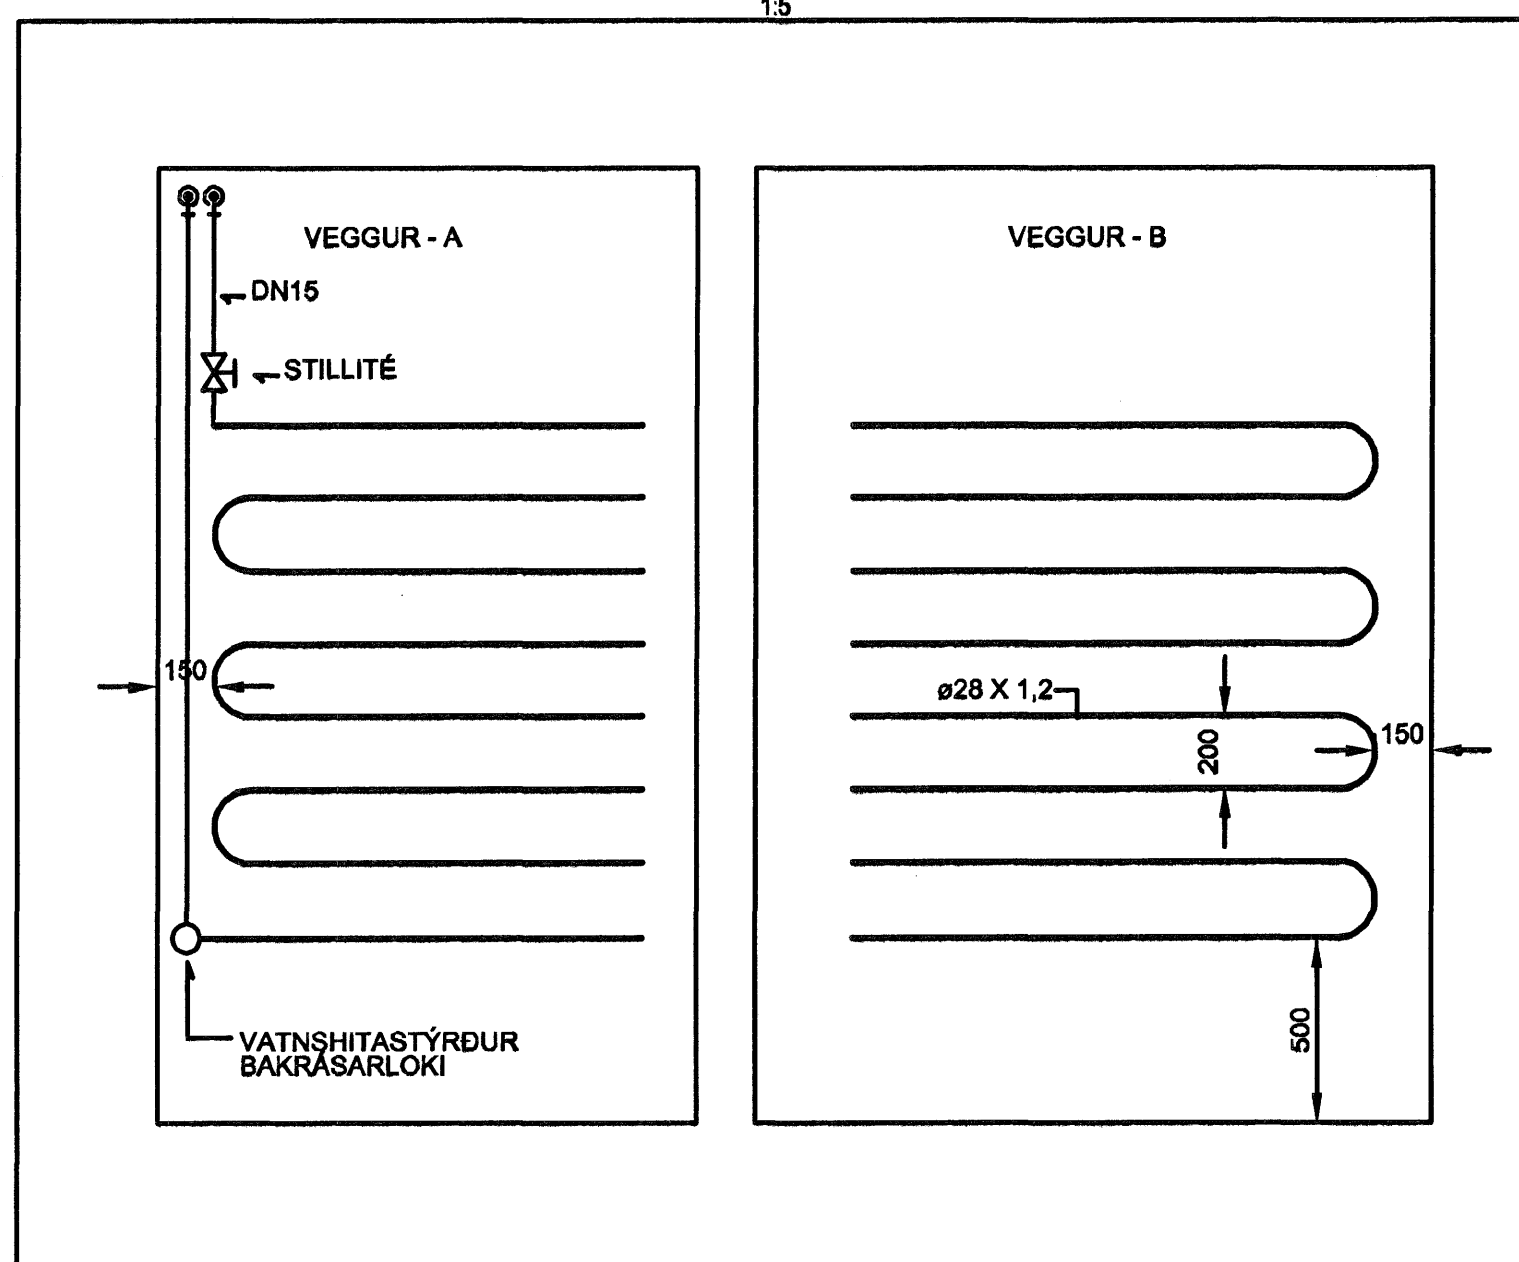 1:5
VEGGUR - A
VEGGUR - B
DN15
STILLITÉ
150
ø28 X 1,2
200
150
500
VATNSHITASTÝRÐUR
BAKRÁSARLOKI